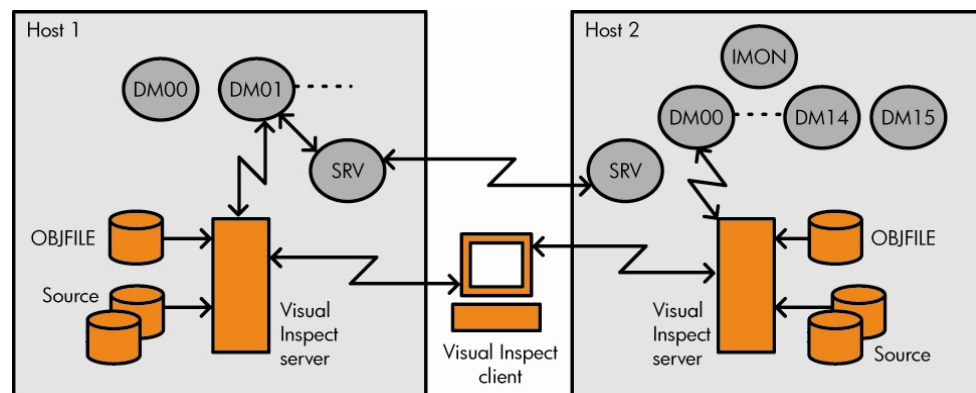 Host 1
DM00
DM01
SRV
OBJFILE
Source
Visual
Inspect
server
Visual Inspect
client
Host 2
IMON
DM00
DM14
DM15
SRV
OBJFILE
Visual
Inspect
server
Source